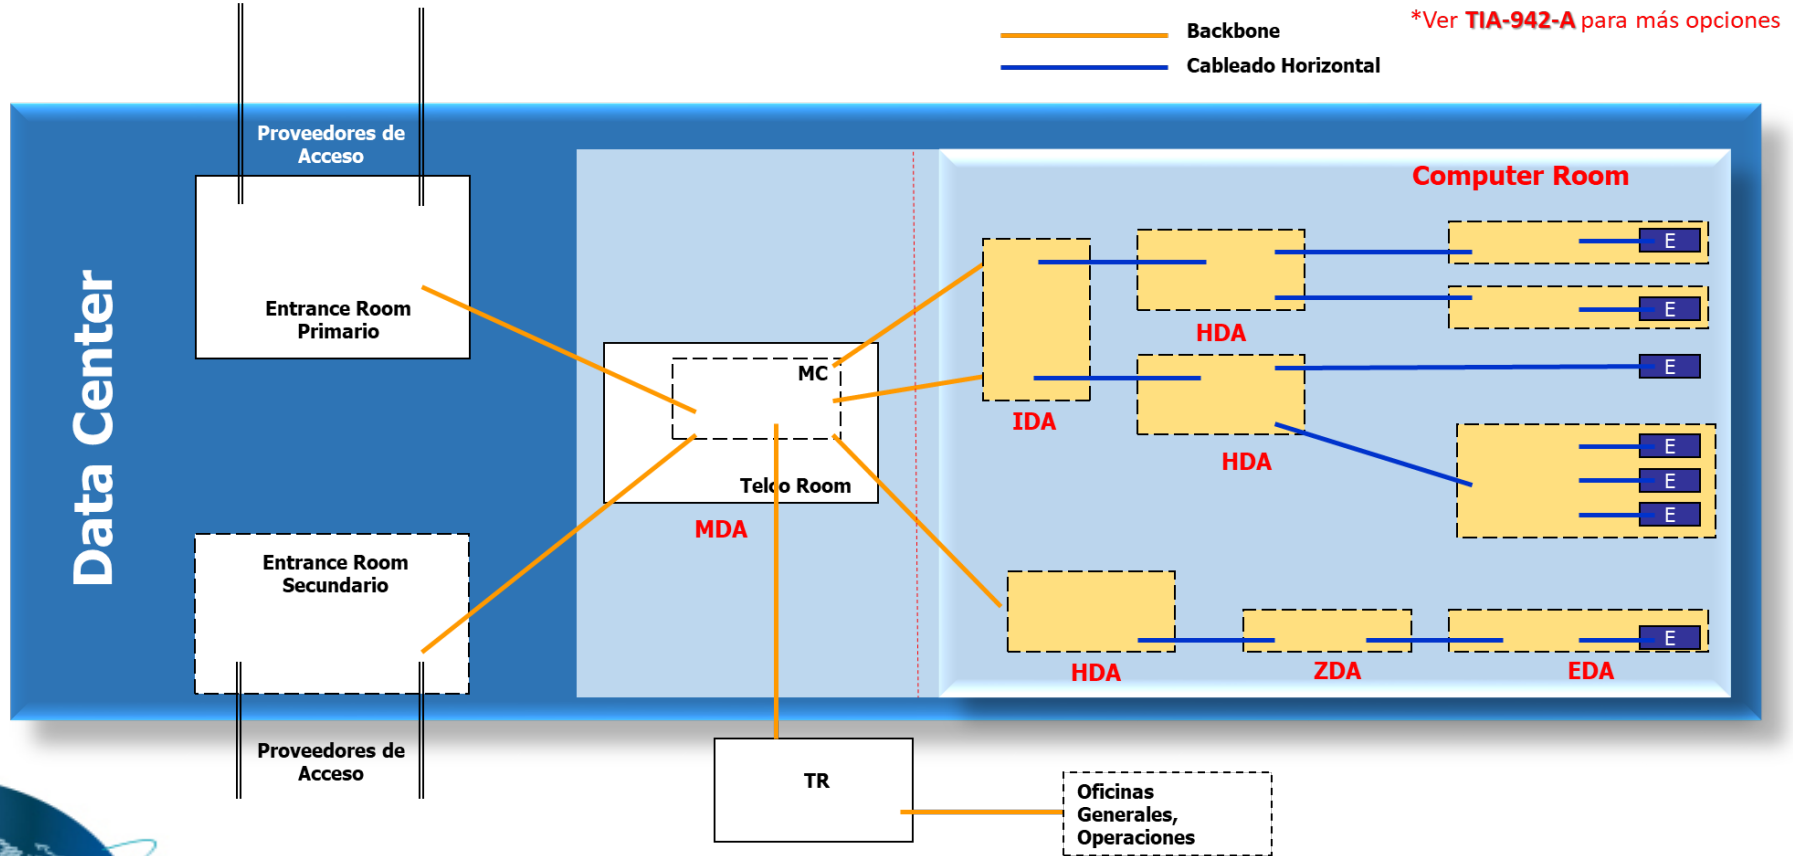 *Ver TIA-942-A para más opciones
Backbone
Cableado Horizontal
Proveedores de
Acceso
Computer Room
Data Center
Entrance Room
Primario
MC
Telco Room
MDA
IDA
HDA
HDA
E
E
E
E
E
E
Entrance Room
Secundario
HDA
ZDA
EDA
E
Proveedores de
Acceso
TR
Oficinas
Generales,
Operaciones